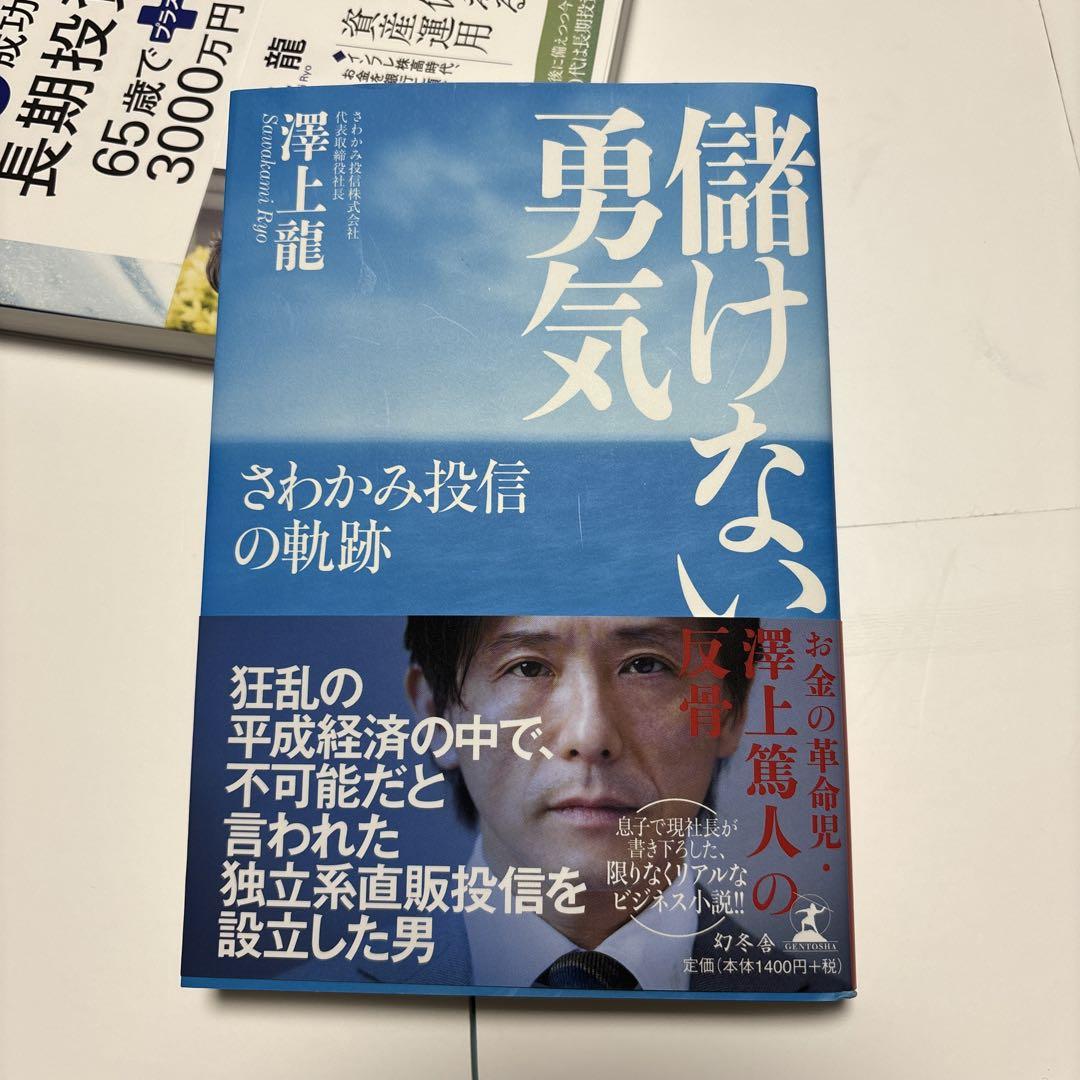 儲けない
勇気
さわかみ投信株式会社
代表取締役社長
澤上龍
Sawakami Ryo
さわかみ投信
の軌跡
お金の革命児・
澤上篤人の
反骨
狂乱の
平成経済の中で、
不可能だと
言われた
独立系直販投信を
設立した男
息子で現社長が
書き下ろした、
限りなくリアルな
ビジネス小説!!
幻冬舎
GENTOSHA
定価(本体1400円+税)
成功
長期投
65歳で
プラス
3000万円
龍
資産運用